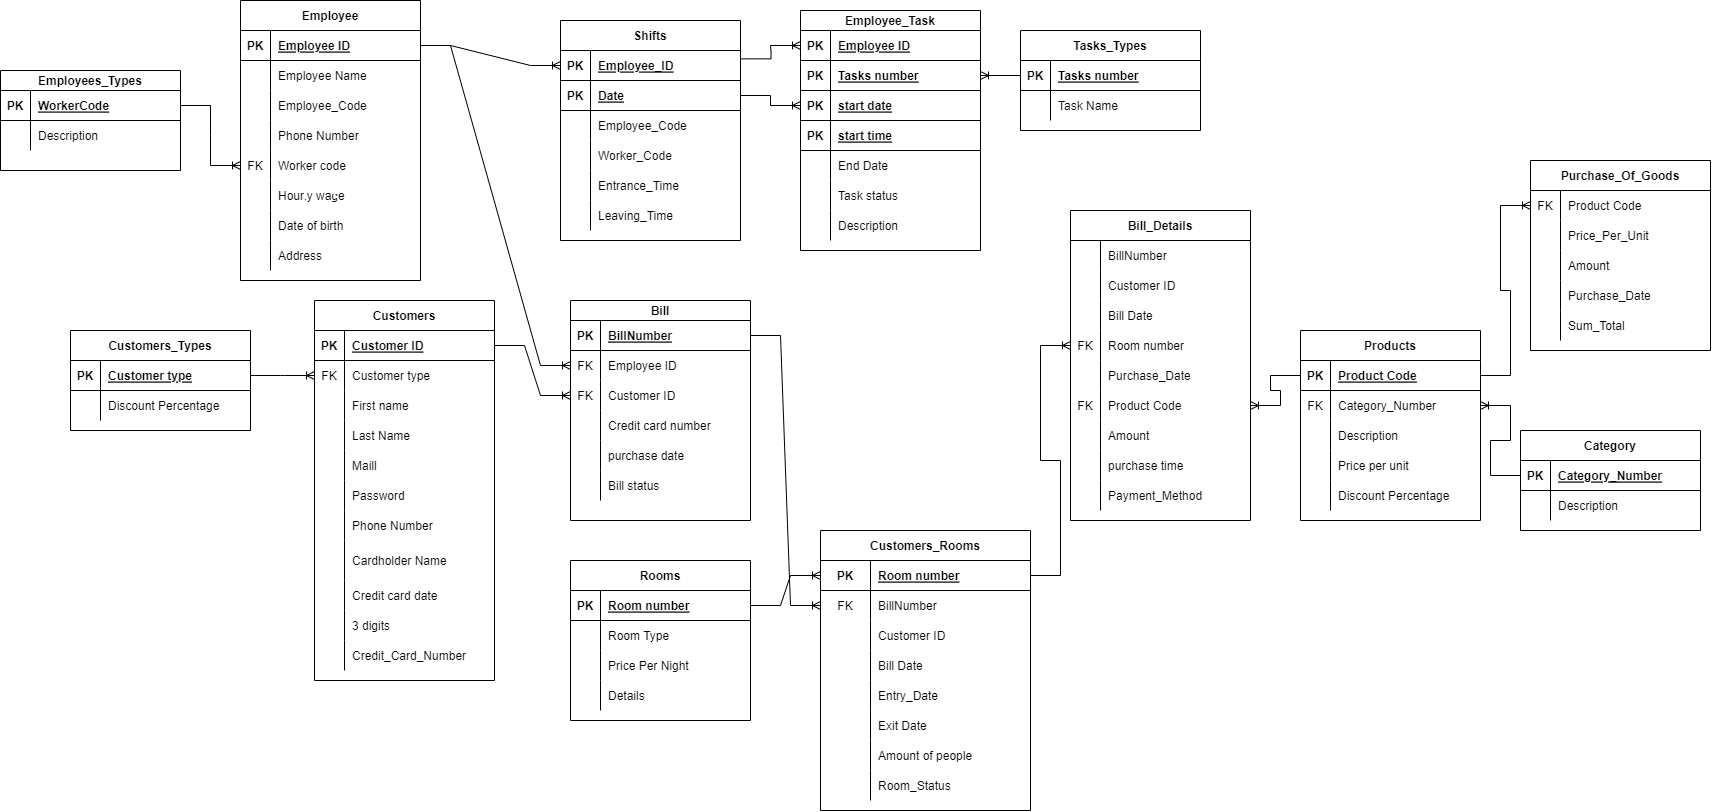 Employees_Types
PK WorkerCode
Description
Employee
PK Employee ID
Employee Name
Employee_Code
Phone Number
FK Worker code
Hour.y wage
Date of birth
Address
Shifts
PK Employee_ID
PK Date
Employee_Code
Worker_Code
Entrance_Time
Leaving_Time
Employee_Task
PK Employee ID
PK Tasks number
PK start date
PK start time
End Date
Task status
Description
Tasks_Types
PK Tasks number
Task Name
Customers_Types
PK Customer type
Discount Percentage
Customers
PK Customer ID
FK Customer type
First name
Last Name
Maill
Password
Phone Number
Cardholder Name
Credit card date
3 digits
Credit_Card_Number
Bill
PK BillNumber
FK Employee ID
FK Customer ID
Credit card number
purchase date
Bill status
Rooms
PK Room number
Room Type
Price Per Night
Details
Customers_Rooms
PK Room number
FK BillNumber
Customer ID
Bill Date
Entry_Date
Exit Date
Amount of people
Room_Status
Bill_Details
BillNumber
Customer ID
Bill Date
FK Room number
Purchase_Date
FK Product Code
Amount
purchase time
Payment_Method
Products
PK Product Code
FK Category_Number
Description
Price per unit
Discount Percentage
Purchase_Of_Goods
FK Product Code
Price_Per_Unit
Amount
Purchase_Date
Sum_Total
Category
PK Category_Number
Description